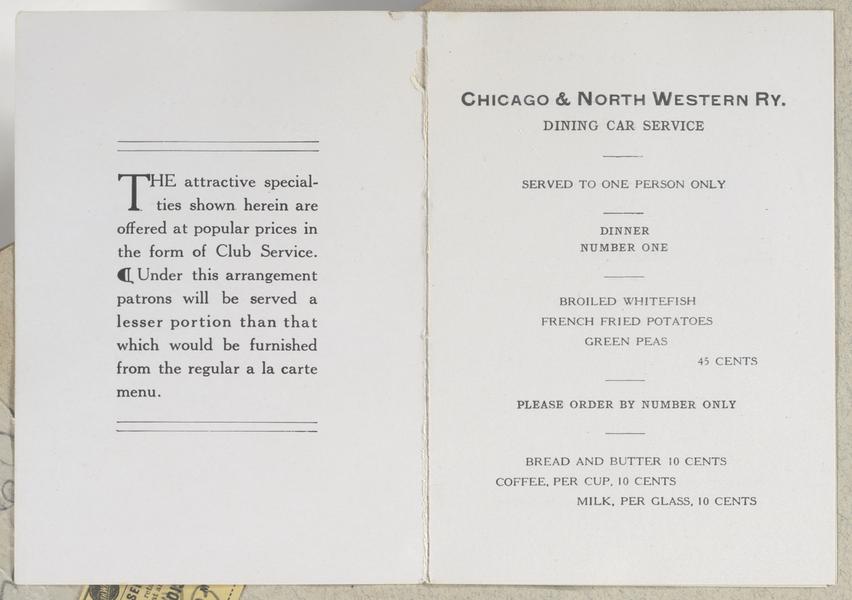 THE attractive special-
ties shown herein are
offered at popular prices in
the form of Club Service.
¶ Under this arrangement
patrons will be served a
lesser portion than that
which would be furnished
from the regular a la carte
menu.
CHICAGO & NORTH WESTERN RY.
DINING CAR SERVICE
SERVED TO ONE PERSON ONLY
DINNER
NUMBER ONE
BROILED WHITEFISH
FRENCH FRIED POTATOES
GREEN PEAS
45 CENTS
PLEASE ORDER BY NUMBER ONLY
BREAD AND BUTTER 10 CENTS
COFFEE, PER CUP, 10 CENTS
MILK, PER GLASS, 10 CENTS